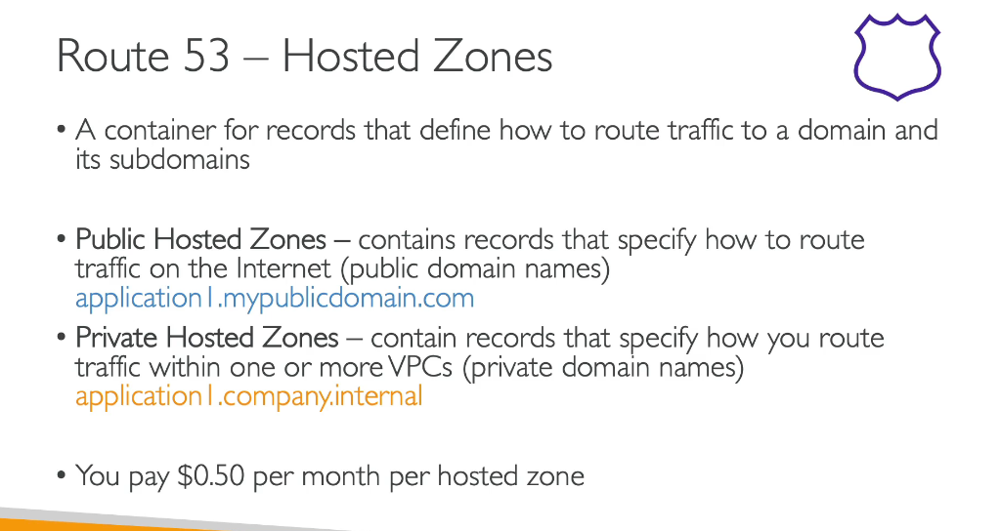 Route 53 – Hosted Zones
• A container for records that define how to route traffic to a domain and
its subdomains
• Public Hosted Zones – contains records that specify how to route
traffic on the Internet (public domain names)
application1.mypublicdomain.com
• Private Hosted Zones – contain records that specify how you route
traffic within one or more VPCs (private domain names)
application1.company.internal
• You pay $0.50 per month per hosted zone